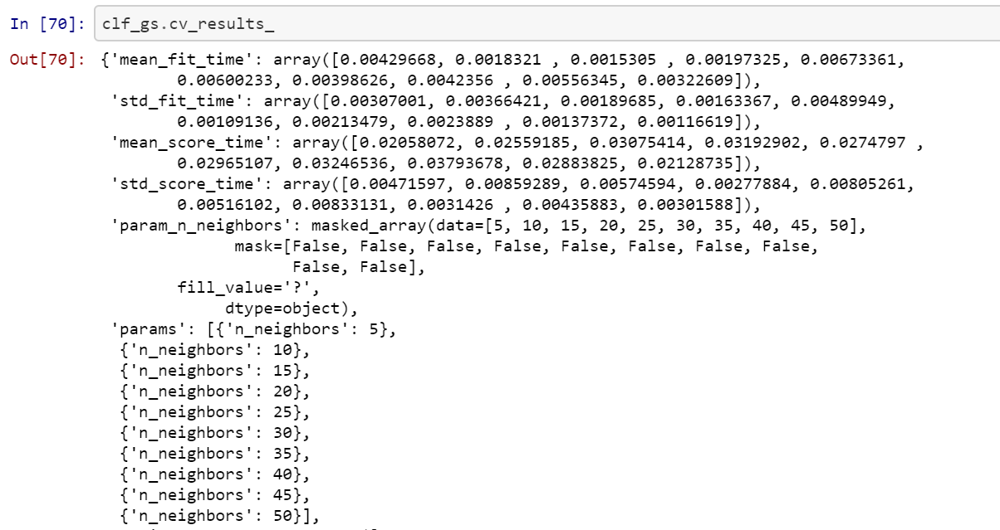 In [70]: clf_gs.cv_results_
Out[70]: {'mean_fit_time': array([0.00429668, 0.0018321 , 0.0015305 , 0.00197325, 0.00673361,
0.00600233, 0.00398626, 0.0042356 , 0.00556345, 0.00322609]),
'std_fit_time': array([0.00307001, 0.00366421, 0.00189685, 0.00163367, 0.00489949,
0.00109136, 0.00213479, 0.0023889 , 0.00137372, 0.00116619]),
'mean_score_time': array([0.02058072, 0.02559185, 0.03075414, 0.03192902, 0.0274797 ,
0.02965107, 0.03246536, 0.03793678, 0.02883825, 0.02128735]),
'std_score_time': array([0.00471597, 0.00859289, 0.00574594, 0.00277884, 0.00805261,
0.00516102, 0.00833131, 0.0031426 , 0.00435883, 0.00301588]),
'param_n_neighbors': masked_array(data=[5, 10, 15, 20, 25, 30, 35, 40, 45, 50],
mask=[False, False, False, False, False, False, False, False,
False, False],
fill_value='?',
dtype=object),
'params': [{'n_neighbors': 5},
{'n_neighbors': 10},
{'n_neighbors': 15},
{'n_neighbors': 20},
{'n_neighbors': 25},
{'n_neighbors': 30},
{'n_neighbors': 35},
{'n_neighbors': 40},
{'n_neighbors': 45},
{'n_neighbors': 50}],